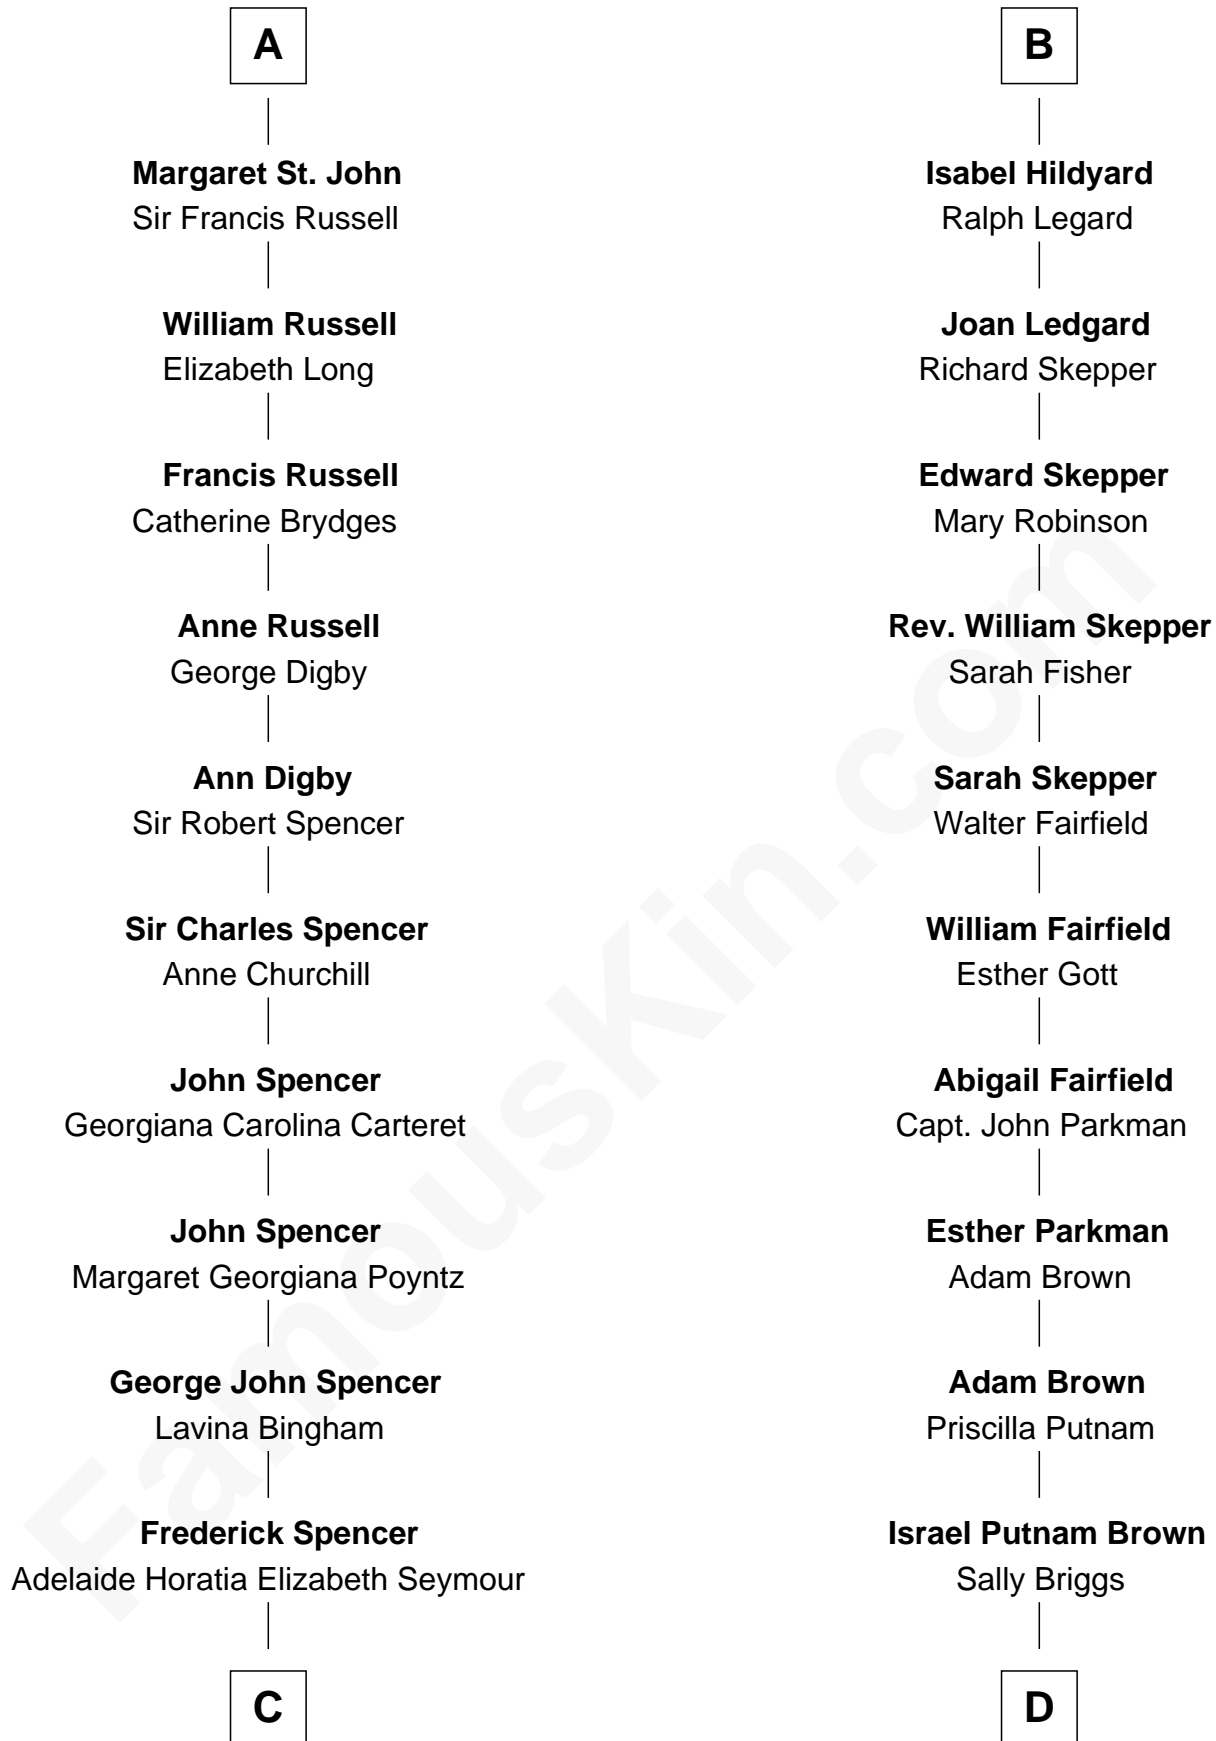 A
Margaret St. John
Sir Francis Russell
William Russell
Elizabeth Long
Francis Russell
Catherine Brydges
Anne Russell
George Digby
Ann Digby
Sir Robert Spencer
Sir Charles Spencer
Anne Churchill
John Spencer
Georgiana Carolina Carteret
John Spencer
Margaret Georgiana Poyntz
George John Spencer
Lavina Bingham
Frederick Spencer
Adelaide Horatia Elizabeth Seymour
C
B
Isabel Hildyard
Ralph Legard
Joan Ledgard
Richard Skepper
Edward Skepper
Mary Robinson
Rev. William Skepper
Sarah Fisher
Sarah Skepper
Walter Fairfield
William Fairfield
Esther Gott
Abigail Fairfield
Capt. John Parkman
Esther Parkman
Adam Brown
Adam Brown
Priscilla Putnam
Israel Putnam Brown
Sally Briggs
D
FamousKin.com